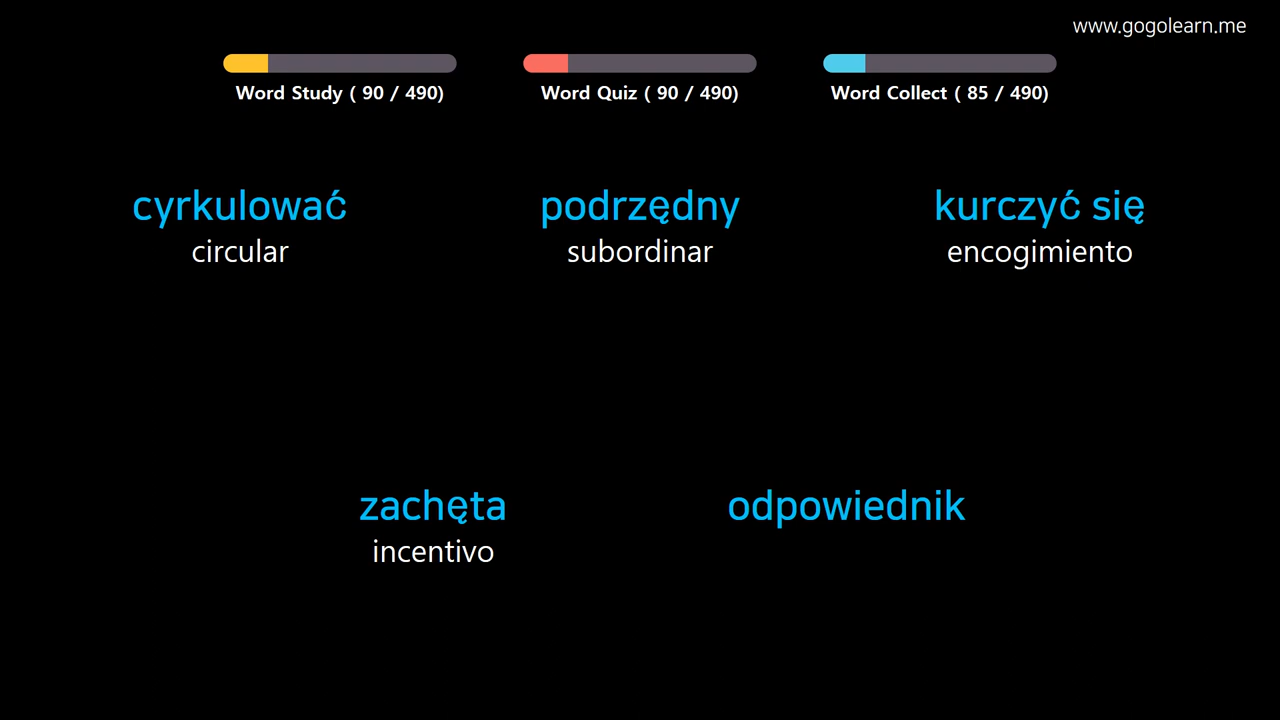 www.gogolearn.me
Word Study ( 90 / 490)
Word Quiz ( 90 / 490)
Word Collect ( 85 / 490)
cyrkulować
circular
podrzędny
subordinar
kurczyć się
encogimiento
zachęta
incentivo
odpowiednik